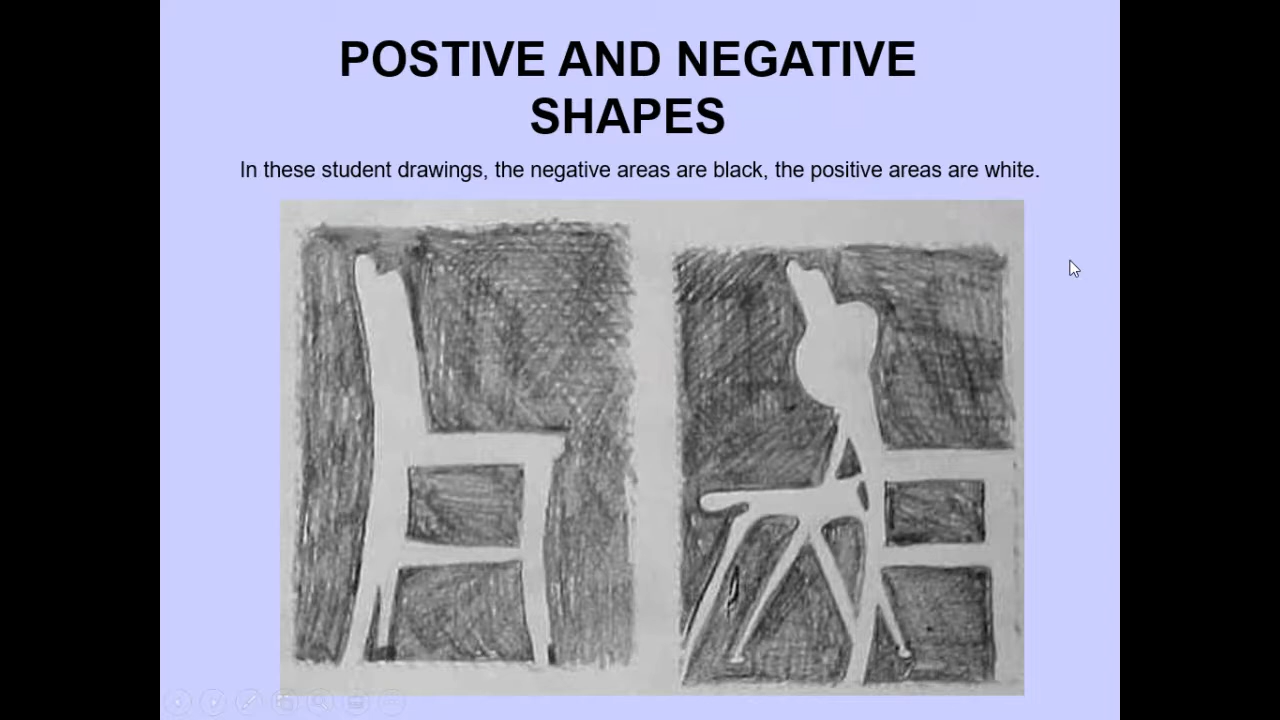 POSTIVE AND NEGATIVE
SHAPES
In these student drawings, the negative areas are black, the positive areas are white.